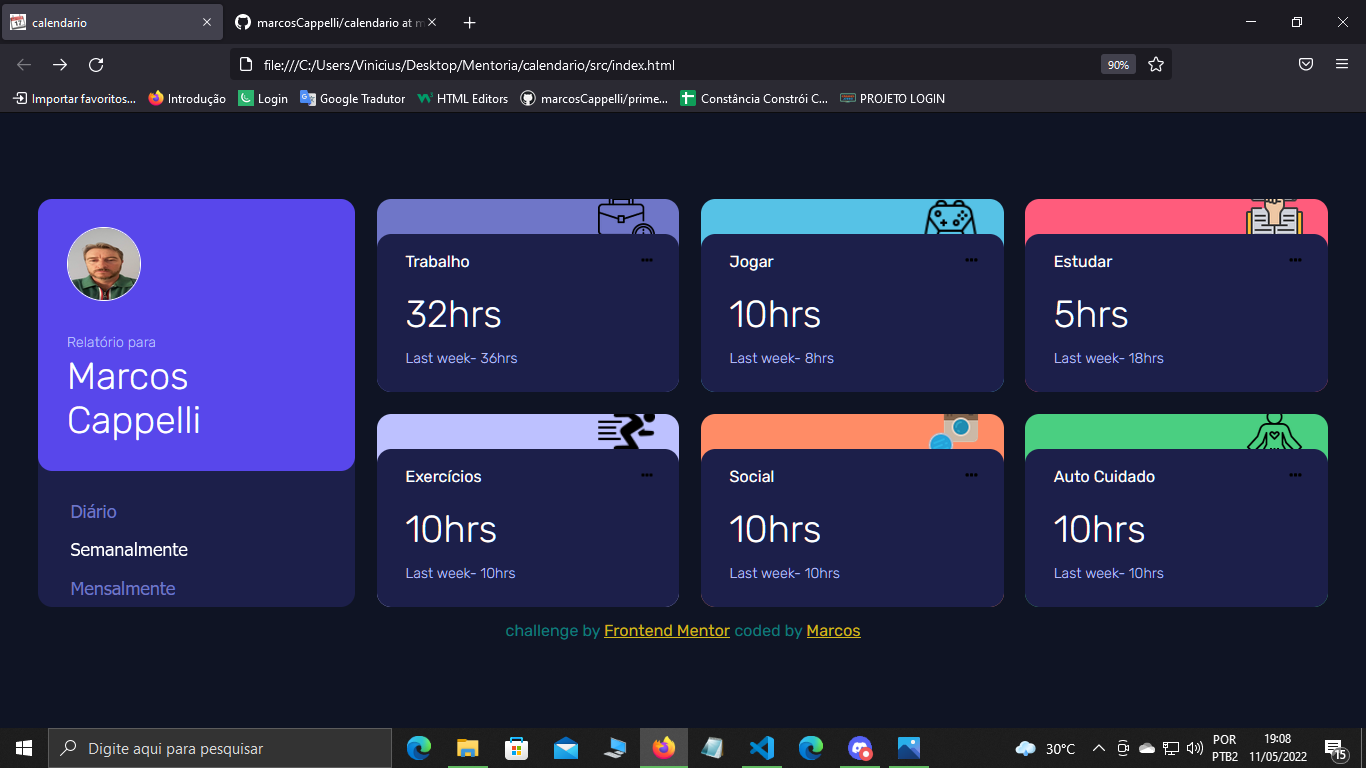 calendario
marcosCappelli/calendario at m
file:///C:/Users/Vinicius/Desktop/Mentoria/calendario/src/index.html
90%
Importar favoritos... Introdução Login Google Tradutor HTML Editors marcosCappelli/prime... Constância Constrói C... PROJETO LOGIN
Relatório para
Marcos
Cappelli
Diário
Semanalmente
Mensalmente
Trabalho
32hrs
Last week- 36hrs
Jogar
10hrs
Last week- 8hrs
Estudar
5hrs
Last week- 18hrs
Exercícios
10hrs
Last week- 10hrs
Social
10hrs
Last week- 10hrs
Auto Cuidado
10hrs
Last week- 10hrs
challenge by Frontend Mentor coded by Marcos
Digite aqui para pesquisar
30°C
POR
PTB2
19:08
11/05/2022
15